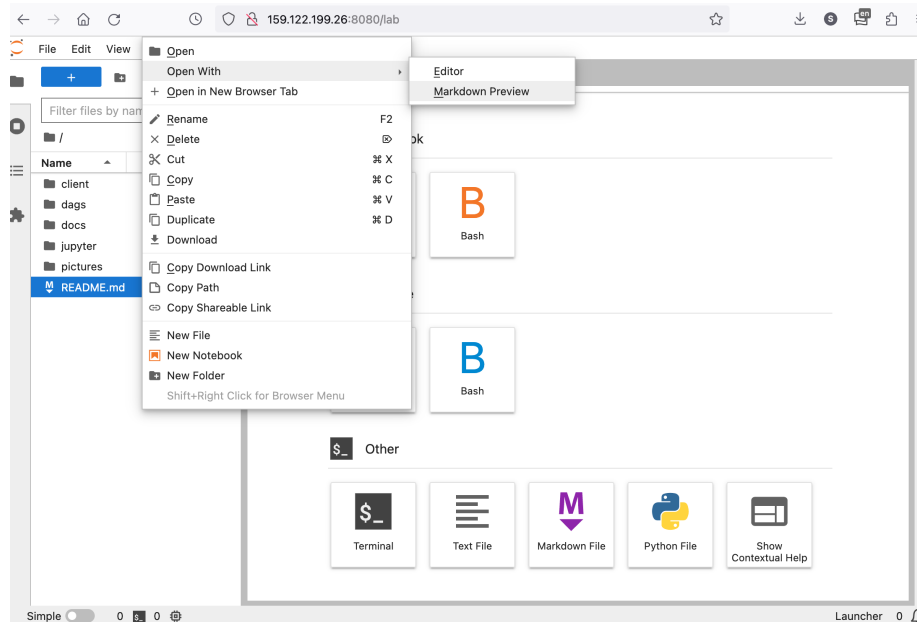 159.122.199.26:8080/lab
S
en
File Edit View
Open
Open With
Editor
Open in New Browser Tab
Markdown Preview
Filter files by nam
Rename F2
/
Delete
ok
Cut ⌘ X
Name
Copy ⌘ C
client
Paste ⌘ V
dags
Duplicate ⌘ D
docs
Download
jupyter
B
Bash
pictures
Copy Download Link
README.md
Copy Path
Copy Shareable Link
New File
New Notebook
New Folder
Shift+Right Click for Browser Menu
B
Bash
$_ Other
$_
M
Terminal
Text File
Markdown File
Python File
Show
Contextual Help
Simple 0 $_ 0 Launcher 0